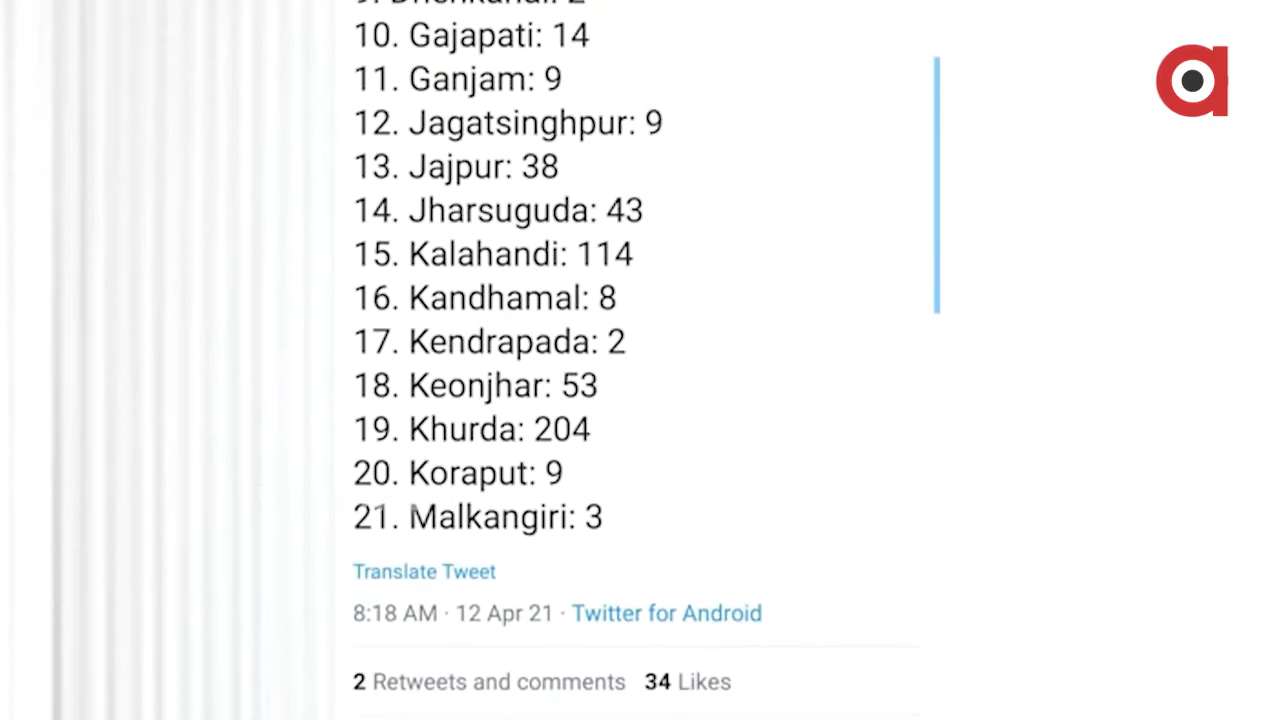 10. Gajapati: 14
11. Ganjam: 9
12. Jagatsinghpur: 9
13. Jajpur: 38
14. Jharsuguda: 43
15. Kalahandi: 114
16. Kandhamal: 8
17. Kendrapada: 2
18. Keonjhar: 53
19. Khurda: 204
20. Koraput: 9
21. Malkangiri: 3
Translate Tweet
8:18 AM · 12 Apr 21 · Twitter for Android
2 Retweets and comments 34 Likes